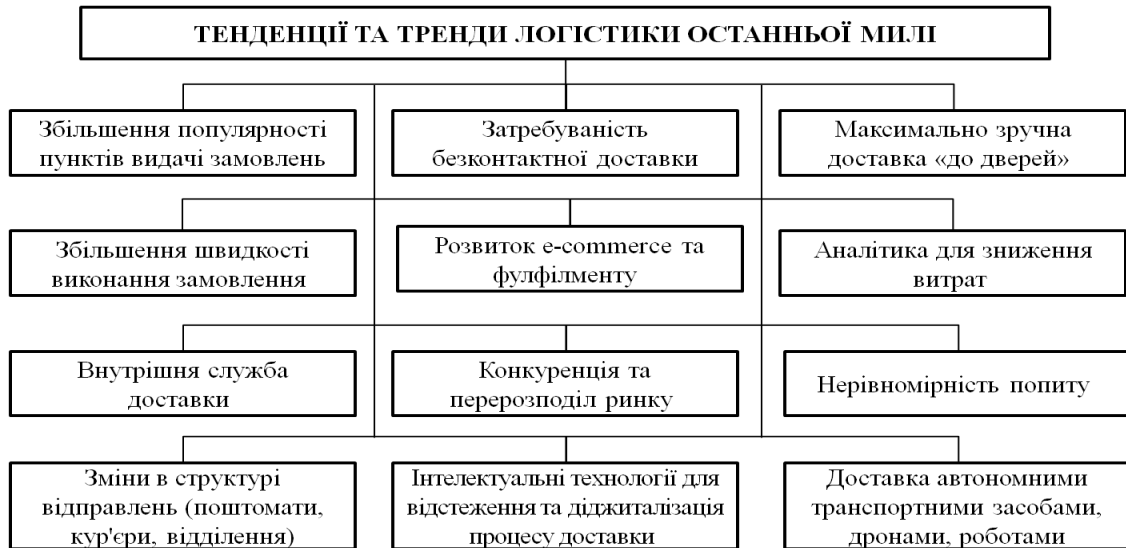 ТЕНДЕНЦІЇ ТА ТРЕНДИ ЛОГІСТИКИ ОСТАННЬОЇ МИЛІ
Збільшення популярності
пунктів видачі замовлень
Затребуваність
безконтактної доставки
Максимально зручна
доставка «до дверей»
Збільшення швидкості
виконання замовлення
Розвиток e-commerce та
фулфілменту
Аналітика для зниження
витрат
Внутрішня служба
доставки
Конкуренція та
перерозподіл ринку
Нерівномірність попиту
Зміни в структурі
відправлень (поштомати,
кур'єри, відділення)
Інтелектуальні технології для
відстеження та діджиталізація
процесу доставки
Доставка автономними
транспортними засобами,
дронами, роботами